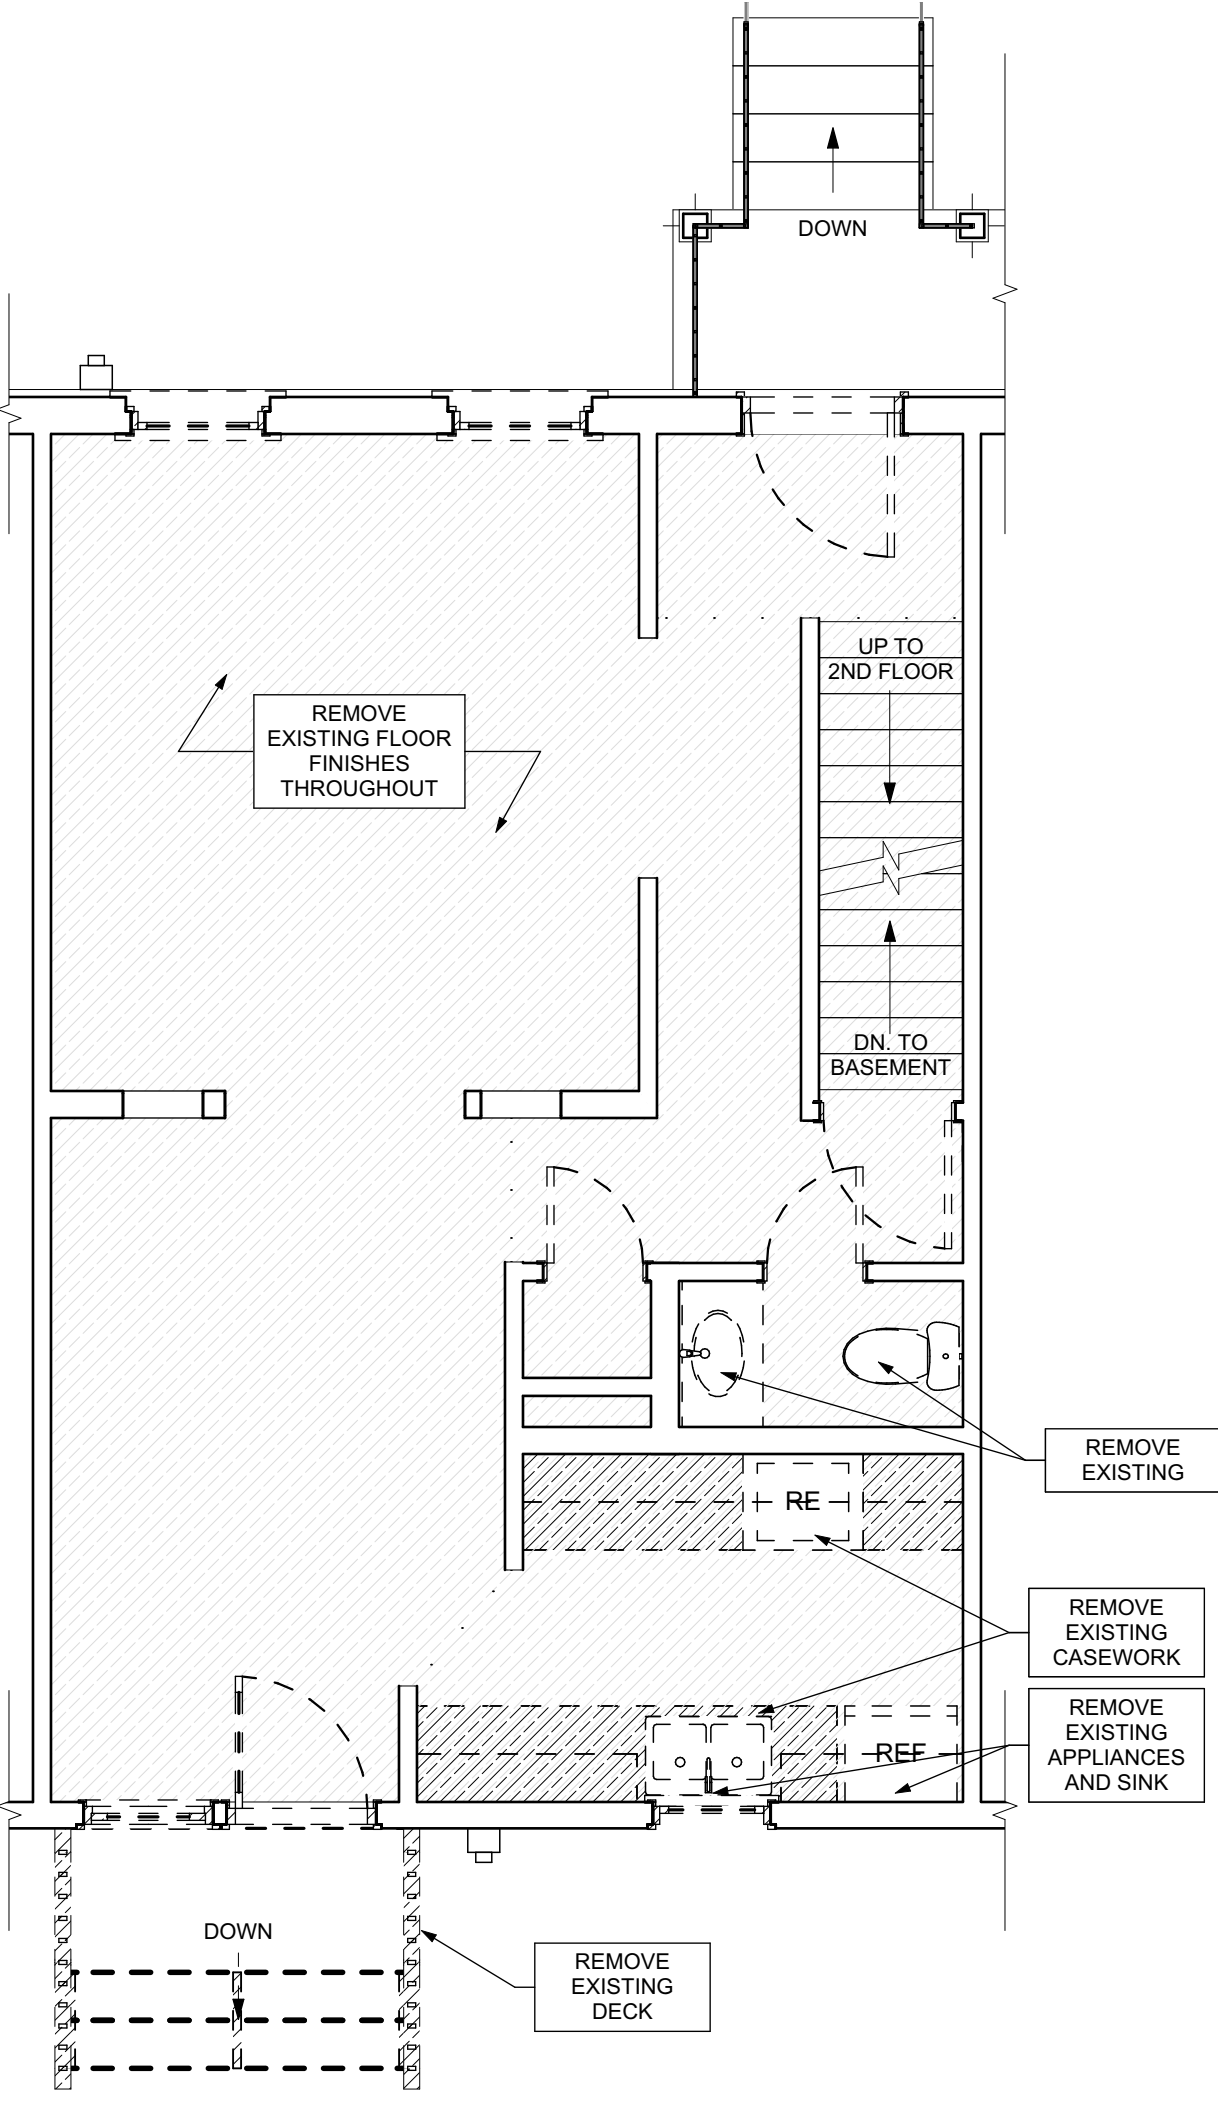 DOWN
UP TO
2ND FLOOR
REMOVE
EXISTING FLOOR
FINISHES
THROUGHOUT
DN. TO
BASEMENT
REMOVE
EXISTING
RE
REMOVE
EXISTING
CASEWORK
REMOVE
EXISTING
APPLIANCES
AND SINK
REF
DOWN
REMOVE
EXISTING
DECK